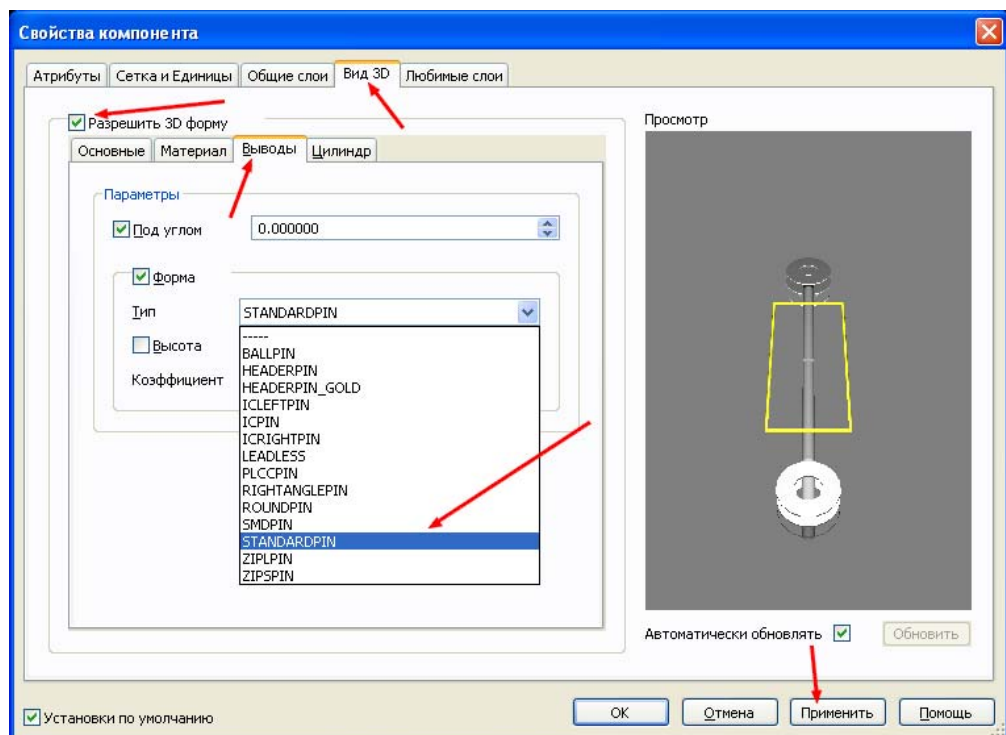 Свойства компонента
Атрибуты Сетка и Единицы Общие слои Вид 3D Любимые слои
Разрешить 3D форму
Просмотр
Основные Материал Выводы Цилиндр
Параметры
Под углом 0.000000
Форма
Тип STANDARDPIN
-----
Высота
Коэффициент
BALLPIN
HEADERPIN
HEADERPIN_GOLD
ICLEFTPIN
ICPIN
ICRIGHTPIN
LEADLESS
PLCCPIN
RIGHTANGLEPIN
ROUNDPIN
SMDPIN
STANDARDPIN
ZIPLPIN
ZIPSPIN
Автоматически обновлять Обновить
Установки по умолчанию OK Отмена Применить Помощь